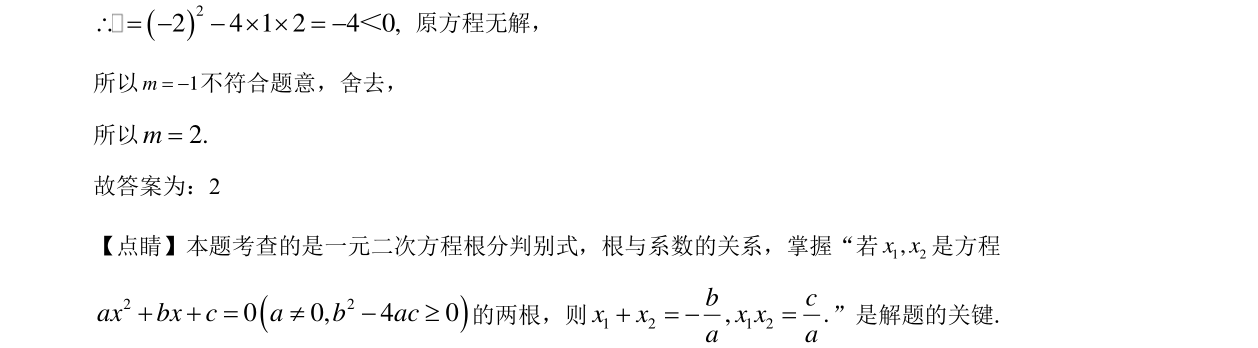 ∴□=(−2)²−4×1×2=−4<0, 原方程无解，
所以 m=−1不符合题意，舍去，
所以 m=2.
故答案为：2
【点睛】本题考查的是一元二次方程根分判别式，根与系数的关系，掌握“若 x₁,x₂ 是方程
ax²+bx+c=0(a≠0,b²−4ac≥0)的两根，则 x₁+x₂=−b/a,x₁x₂=c/a.”是解题的关键.